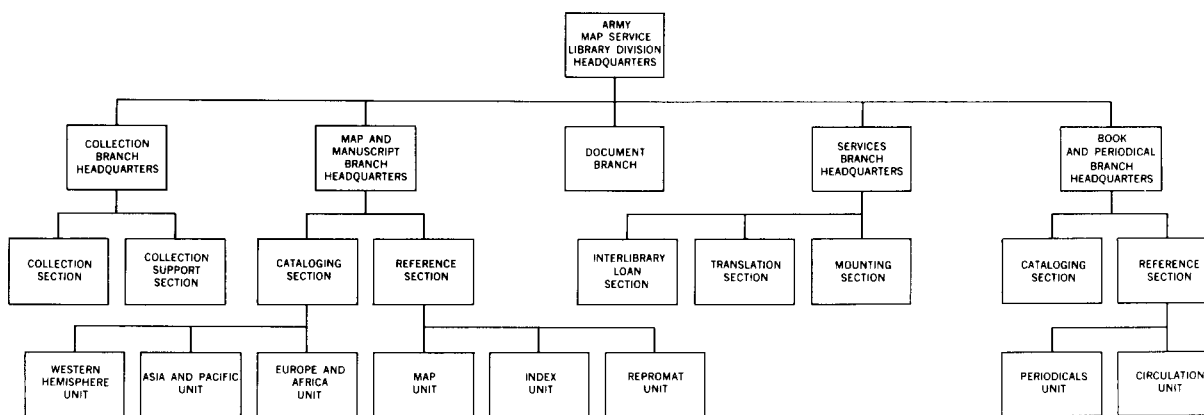 ARMY
MAP SERVICE
LIBRARY DIVISION
HEADQUARTERS
COLLECTION
BRANCH
HEADQUARTERS
MAP AND
MANUSCRIPT
BRANCH
HEADQUARTERS
DOCUMENT
BRANCH
SERVICES
BRANCH
HEADQUARTERS
BOOK
AND PERIODICAL
BRANCH
HEADQUARTERS
COLLECTION
SECTION
COLLECTION
SUPPORT
SECTION
CATALOGING
SECTION
REFERENCE
SECTION
INTERLIBRARY
LOAN
SECTION
TRANSLATION
SECTION
MOUNTING
SECTION
CATALOGING
SECTION
REFERENCE
SECTION
WESTERN
HEMISPHERE
UNIT
ASIA AND PACIFIC
UNIT
EUROPE AND
AFRICA
UNIT
MAP
UNIT
INDEX
UNIT
REPROMAT
UNIT
PERIODICALS
UNIT
CIRCULATION
UNIT